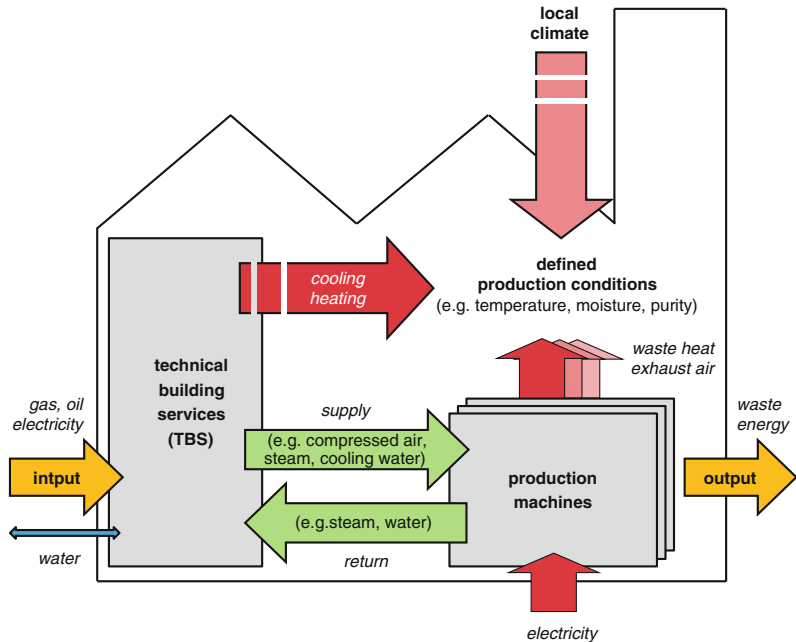 local
climate
cooling
heating
defined
production conditions
(e.g. temperature, moisture, purity)
waste heat
exhaust air
technical
building
services
(TBS)
gas, oil
electricity
intput
water
supply
(e.g. compressed air,
steam, cooling water)
(e.g.steam, water)
return
production
machines
electricity
waste
energy
output